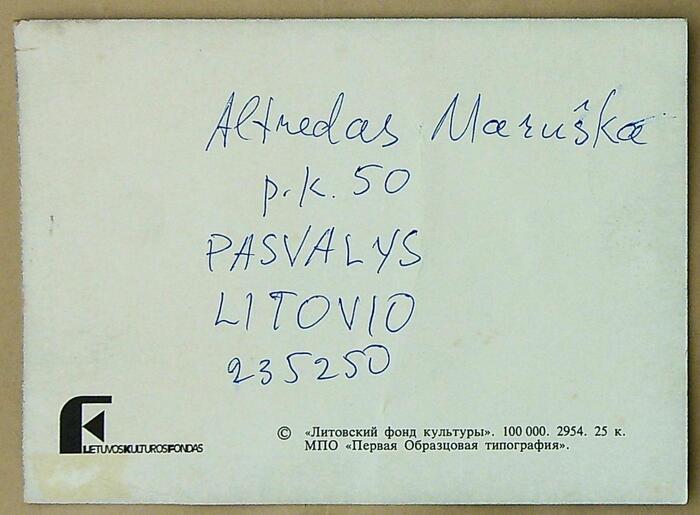 Alfredas Maruška
p.k. 50
PASVALYS
LITOVIO
235250
LIETUVOS KULTUROS FONDAS
© «Литовский фонд культуры». 100 000. 2954. 25 к.
МПО «Первая Образцовая типография».